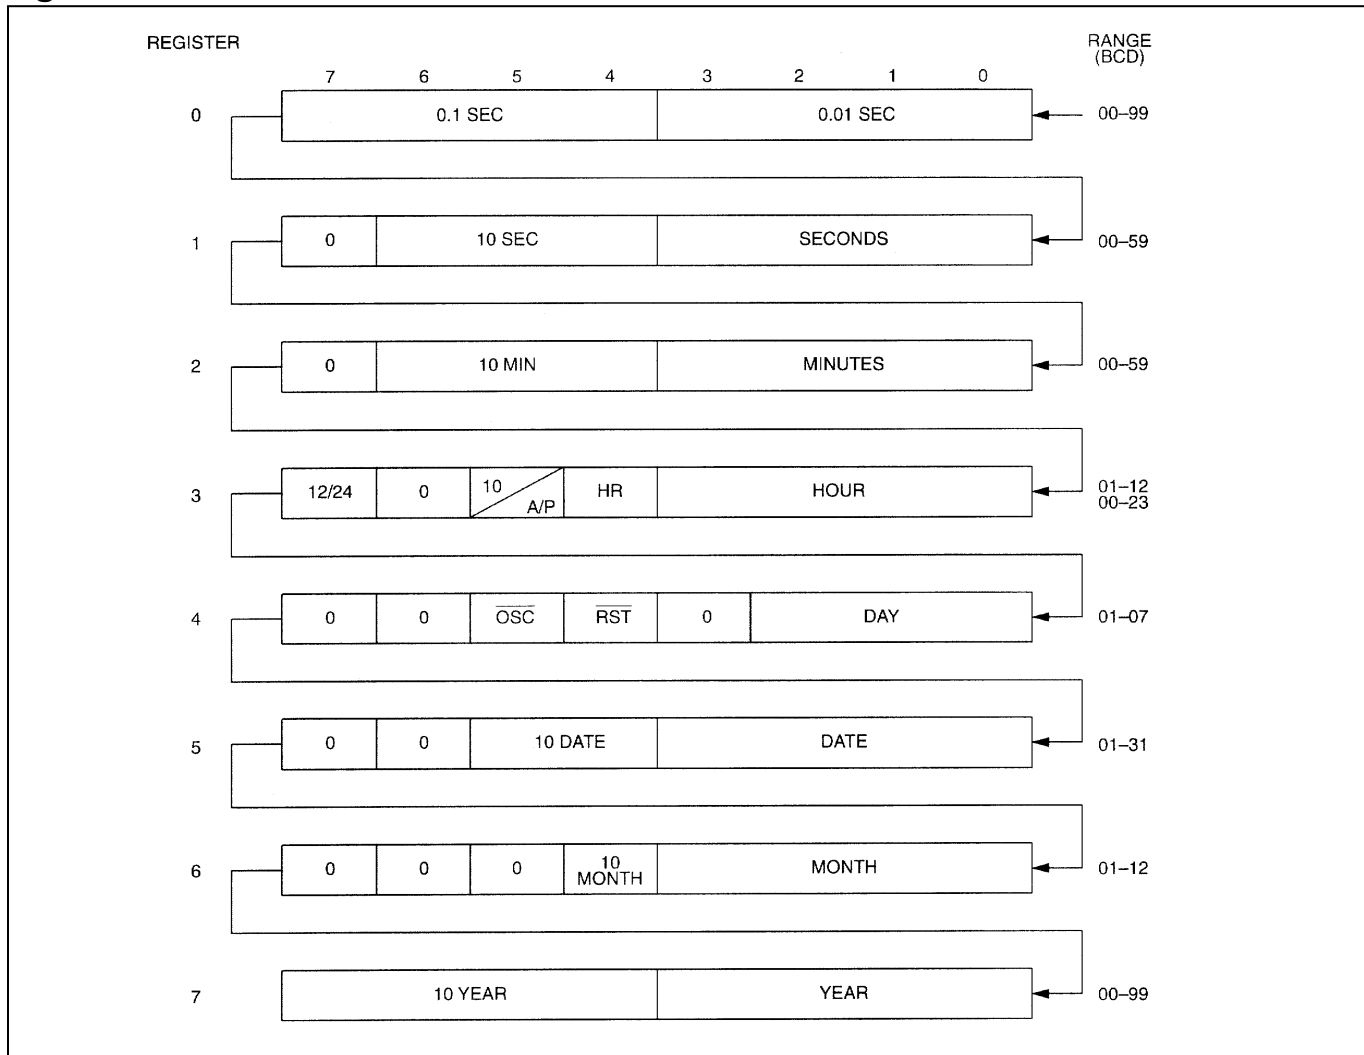 REGISTER
RANGE
(BCD)
7 6 5 4 3 2 1 0
0 0.1 SEC 0.01 SEC 00–99
1 0 10 SEC SECONDS 00–59
2 0 10 MIN MINUTES 00–59
3 12/24 0 10 A/P HR HOUR 01–12
00–23
4 0 0 OSC RST 0 DAY 01–07
5 0 0 10 DATE DATE 01–31
6 0 0 0 10 MONTH MONTH 01–12
7 10 YEAR YEAR 00–99